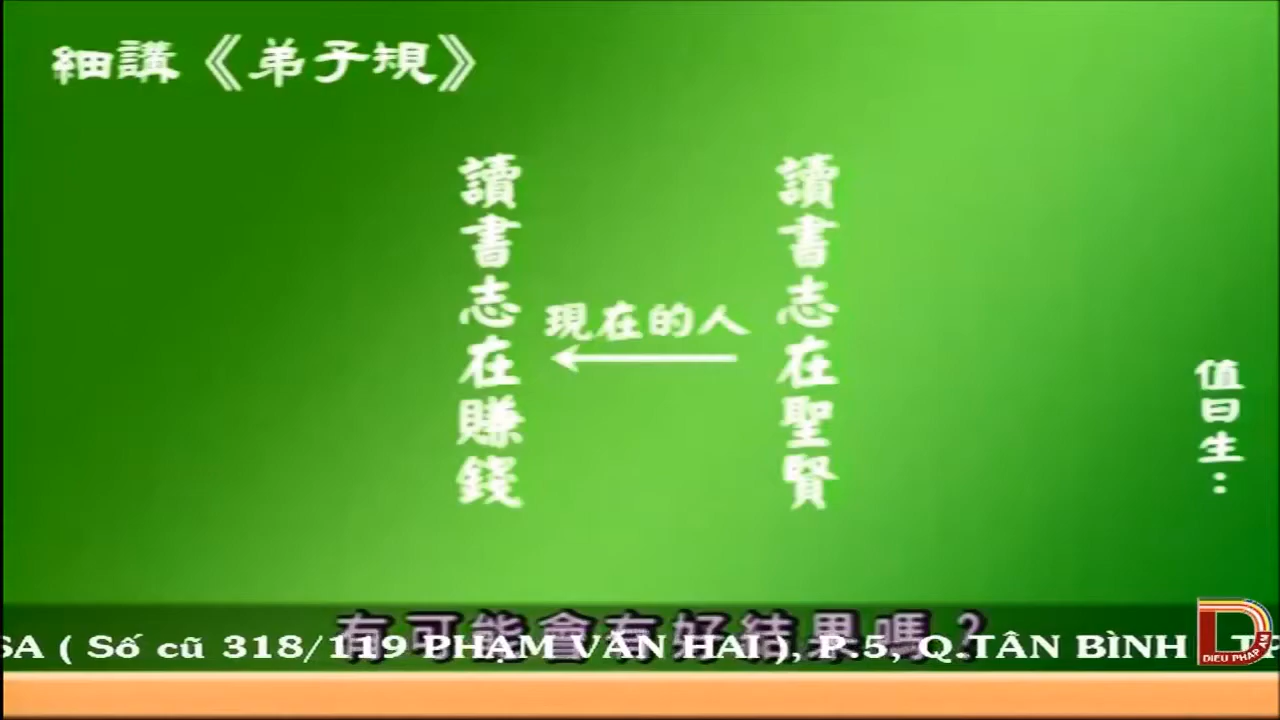 細講《弟子規》
讀書志在聖賢
現在的人
讀書志在賺錢
值日生：
有可能會有好結果嗎？
SA ( Số cũ 318/119 PHẠM VĂN HAI ), P.5, Q.TÂN BÌNH
DIEU PHAP AM